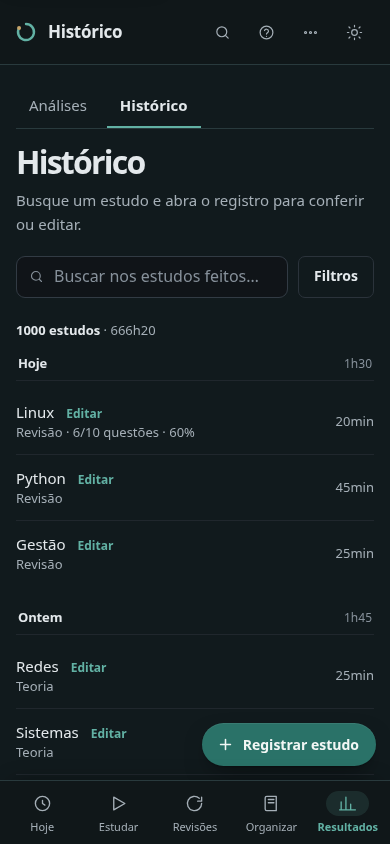 Histórico
Análises Histórico
Histórico
Busque um estudo e abra o registro para conferir
ou editar.
Buscar nos estudos feitos... Filtros
1000 estudos · 666h20
Hoje 1h30
Linux Editar
Revisão · 6/10 questões · 60% 20min
Python Editar
Revisão 45min
Gestão Editar
Revisão 25min
Ontem 1h45
Redes Editar
Teoria 25min
Sistemas Editar
Teoria
Registrar estudo
Hoje Estudar Revisões Organizar Resultados